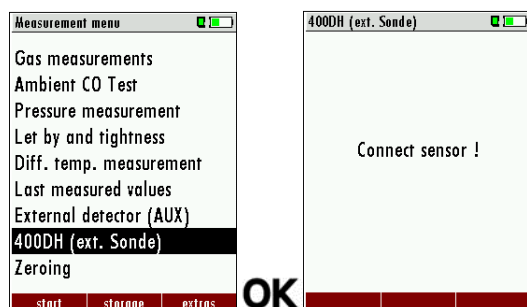 Measurement menu
Gas measurements
Ambient CO Test
Pressure measurement
Let by and tightness
Diff. temp. measurement
Last measured values
External detector (AUX)
400DH (ext. Sonde)
Zeroing
start storage extras
OK
400DH (ext. Sonde)
Connect sensor !